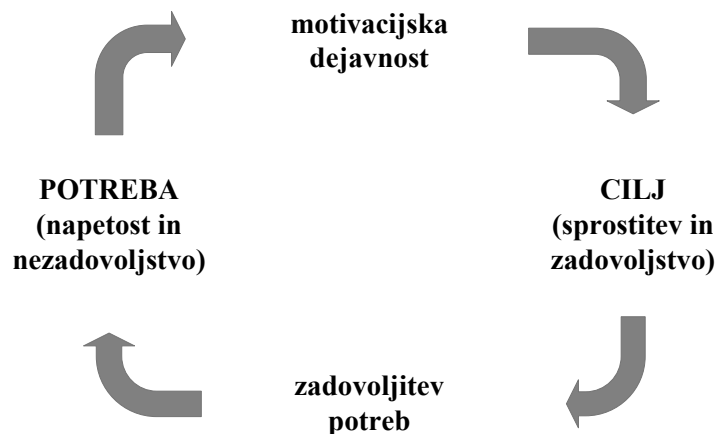 motivacijska
dejavnost
POTREBA
(napetost in
nezadovoljstvo)
CILJ
(sprostitev in
zadovoljstvo)
zadovoljitev
potreb